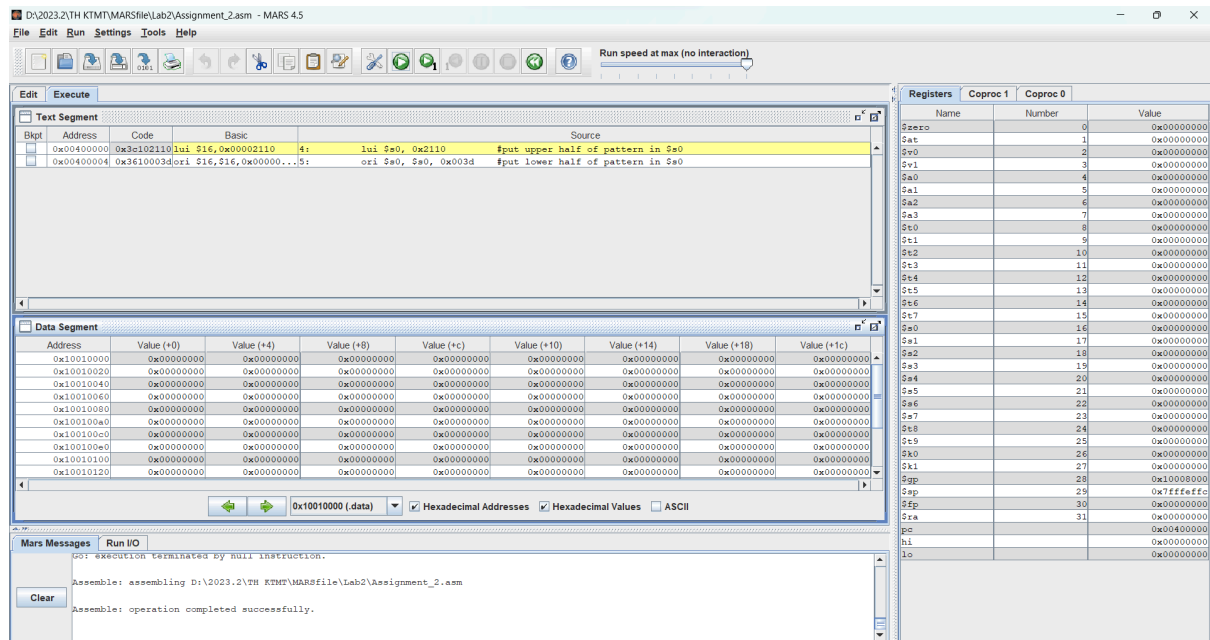 D:\2023.2\TH KTMT\MARSfile\Lab2\Assignment_2.asm - MARS 4.5
File Edit Run Settings Tools Help
Run speed at max (no interaction)
Edit Execute
Text Segment
Bkpt Address Code Basic Source
0x00400000 0x3c102110 lui $16,0x00002110 4: lui $s0, 0x2110 #put upper half of pattern in $s0
0x00400004 0x3610003d ori $16,$16,0x00000... 5: ori $s0, $s0, 0x003d #put lower half of pattern in $s0
Data Segment
Address Value (+0) Value (+4) Value (+8) Value (+c) Value (+10) Value (+14) Value (+18) Value (+1c)
0x10010000 0x00000000 0x00000000 0x00000000 0x00000000 0x00000000 0x00000000 0x00000000 0x00000000
0x10010020 0x00000000 0x00000000 0x00000000 0x00000000 0x00000000 0x00000000 0x00000000 0x00000000
0x10010040 0x00000000 0x00000000 0x00000000 0x00000000 0x00000000 0x00000000 0x00000000 0x00000000
0x10010060 0x00000000 0x00000000 0x00000000 0x00000000 0x00000000 0x00000000 0x00000000 0x00000000
0x10010080 0x00000000 0x00000000 0x00000000 0x00000000 0x00000000 0x00000000 0x00000000 0x00000000
0x100100a0 0x00000000 0x00000000 0x00000000 0x00000000 0x00000000 0x00000000 0x00000000 0x00000000
0x100100c0 0x00000000 0x00000000 0x00000000 0x00000000 0x00000000 0x00000000 0x00000000 0x00000000
0x100100e0 0x00000000 0x00000000 0x00000000 0x00000000 0x00000000 0x00000000 0x00000000 0x00000000
0x10010100 0x00000000 0x00000000 0x00000000 0x00000000 0x00000000 0x00000000 0x00000000 0x00000000
0x10010120 0x00000000 0x00000000 0x00000000 0x00000000 0x00000000 0x00000000 0x00000000 0x00000000
0x10010000 (.data) Hexadecimal Addresses Hexadecimal Values ASCII
Mars Messages Run I/O
Go: execution terminated by null instruction.
Assemble: assembling D:\2023.2\TH KTMT\MARSfile\Lab2\Assignment_2.asm
Clear
Assemble: operation completed successfully.
Registers Coproc 1 Coproc 0
Name Number Value
$zero 0 0x00000000
$at 1 0x00000000
$v0 2 0x00000000
$v1 3 0x00000000
$a0 4 0x00000000
$a1 5 0x00000000
$a2 6 0x00000000
$a3 7 0x00000000
$t0 8 0x00000000
$t1 9 0x00000000
$t2 10 0x00000000
$t3 11 0x00000000
$t4 12 0x00000000
$t5 13 0x00000000
$t6 14 0x00000000
$t7 15 0x00000000
$s0 16 0x00000000
$s1 17 0x00000000
$s2 18 0x00000000
$s3 19 0x00000000
$s4 20 0x00000000
$s5 21 0x00000000
$s6 22 0x00000000
$s7 23 0x00000000
$t8 24 0x00000000
$t9 25 0x00000000
$k0 26 0x00000000
$k1 27 0x00000000
$gp 28 0x10008000
$sp 29 0x7fffeffc
$fp 30 0x00000000
$ra 31 0x00000000
pc 0x00400000
hi 0x00000000
lo 0x00000000